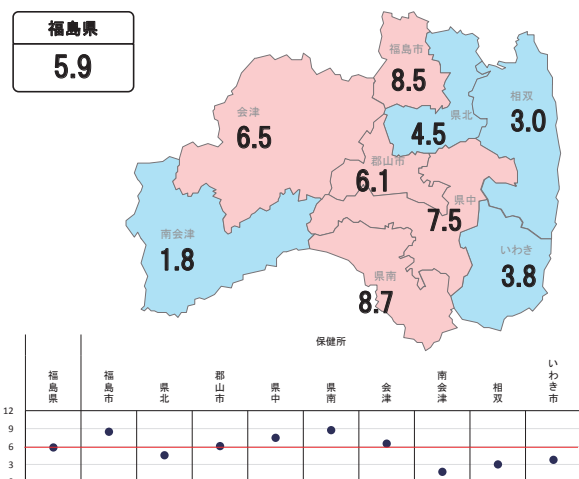 福島県
5.9
福島市
8.5
相双
3.0
県北
4.5
会津
6.5
郡山市
6.1
県中
7.5
南会津
1.8
いわき
3.8
県南
8.7
保健所
福島県
福島市
県北
郡山市
県中
県南
会津
南会津
相双
いわき市
12
9
6
3